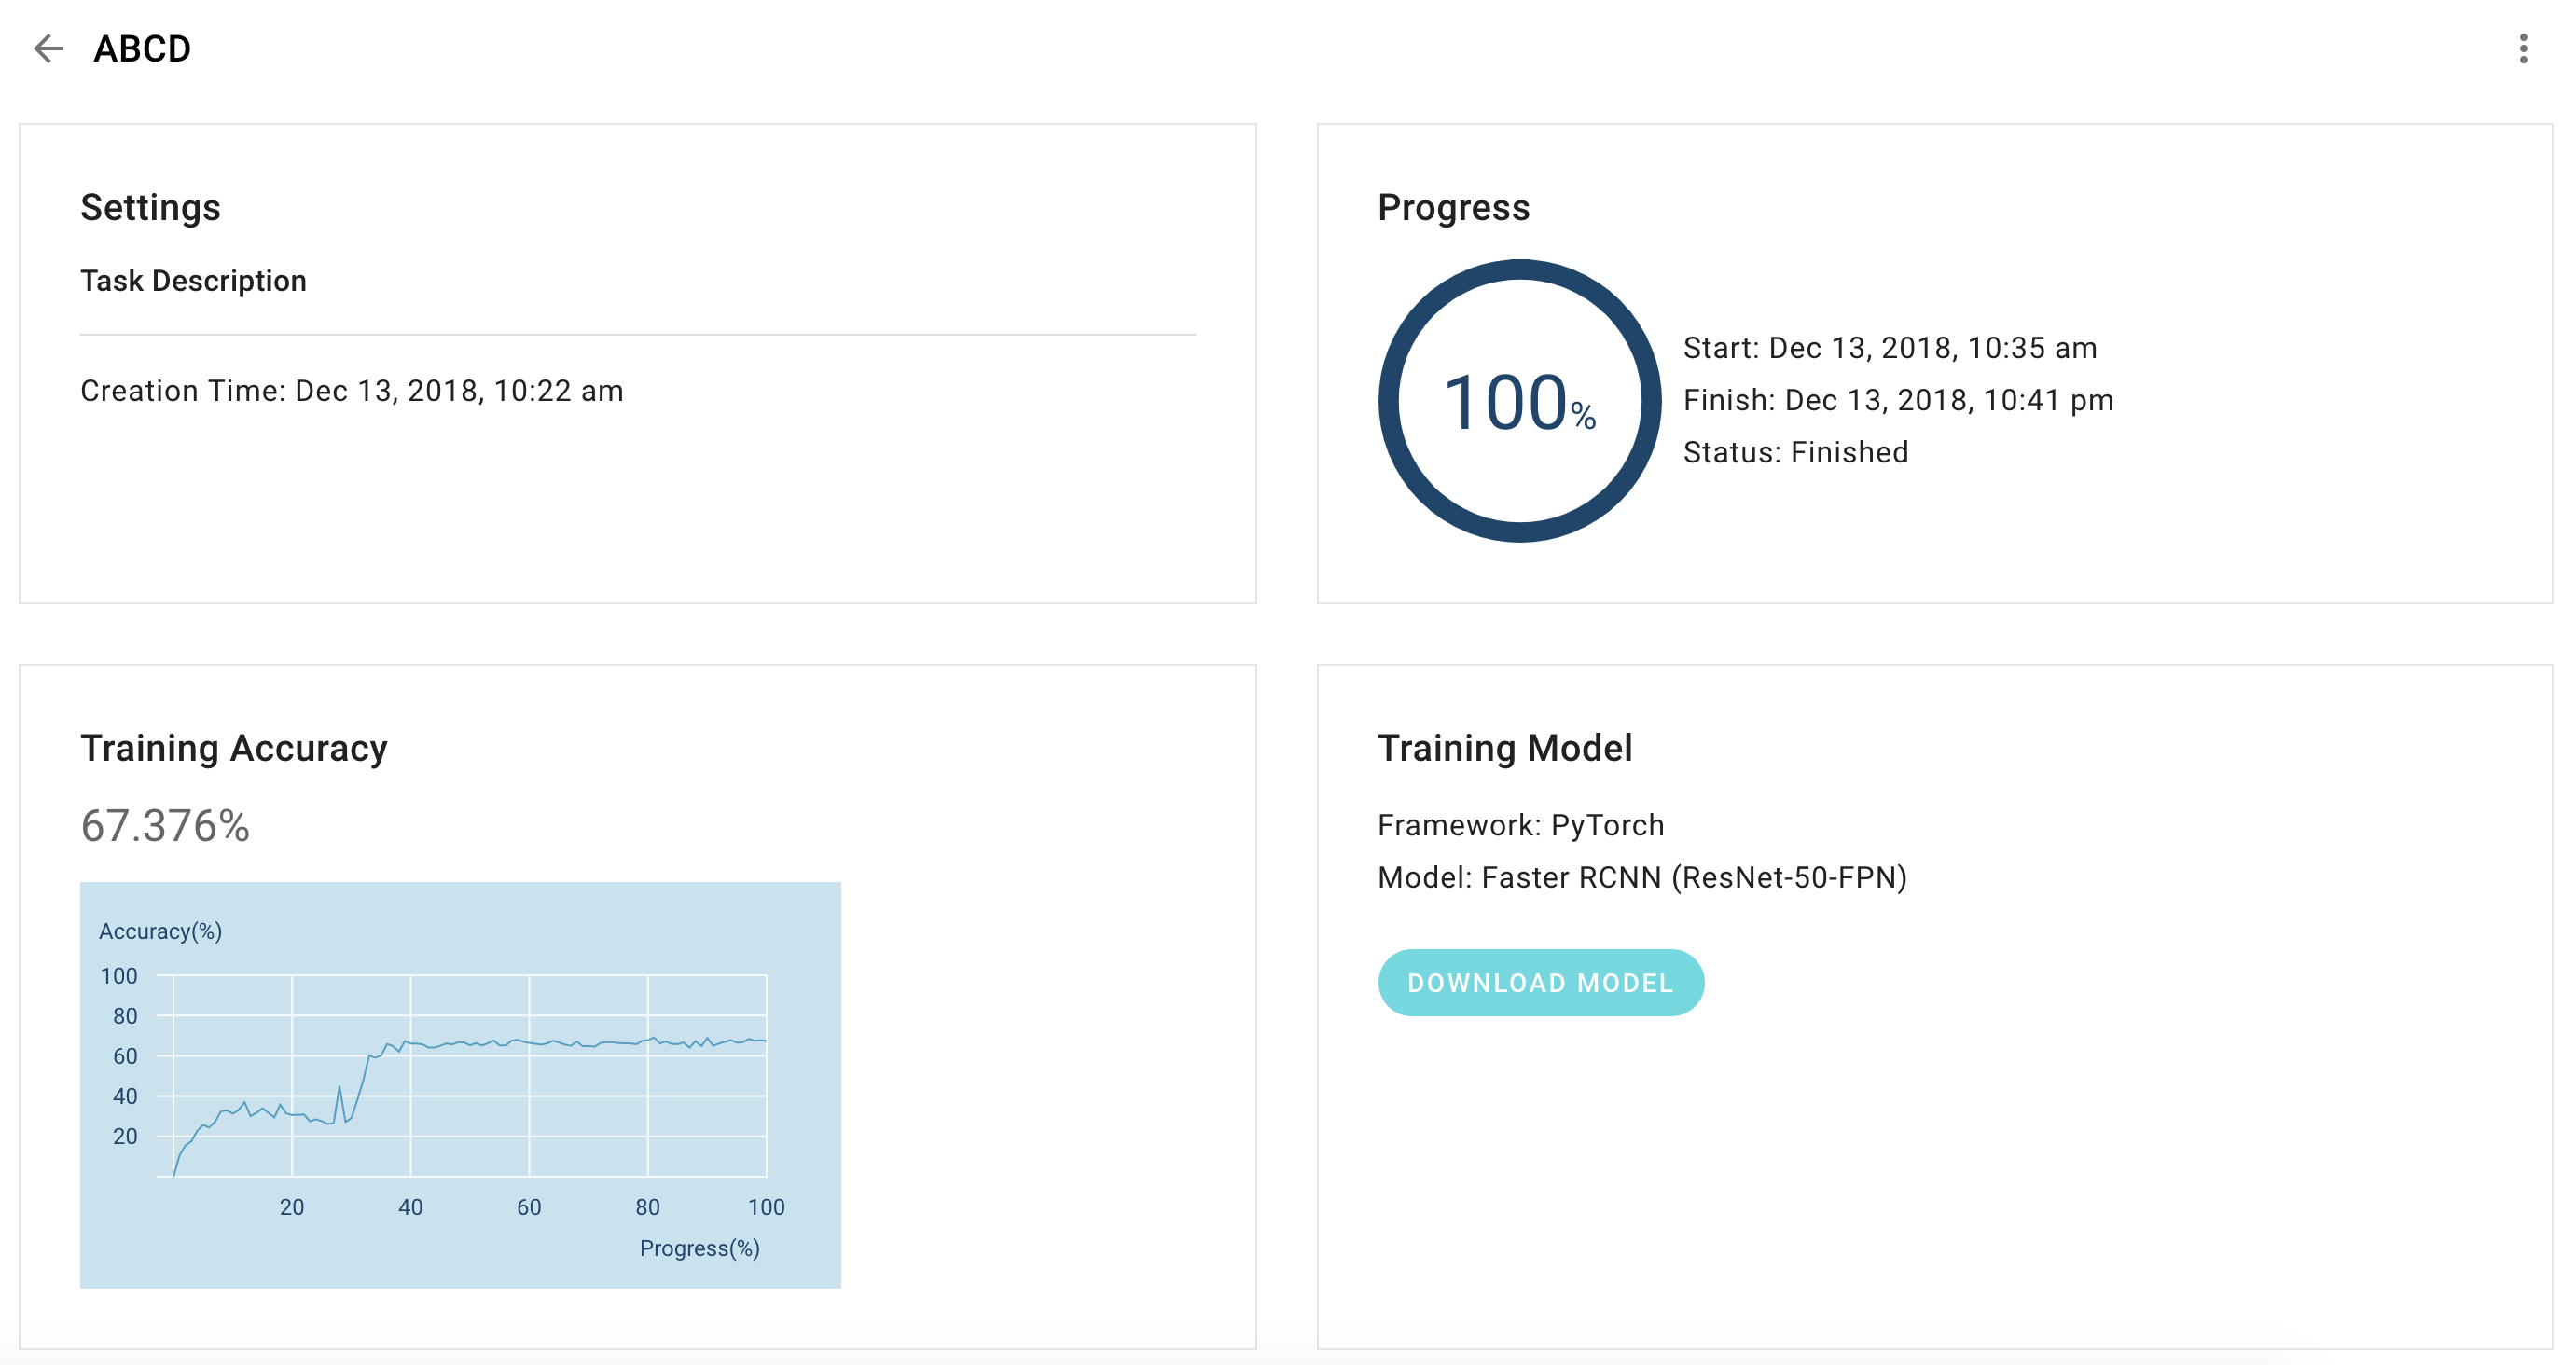 ABCD
Settings
Task Description
Creation Time: Dec 13, 2018, 10:22 am
Progress
100%
Start: Dec 13, 2018, 10:35 am
Finish: Dec 13, 2018, 10:41 pm
Status: Finished
Training Accuracy
67.376%
Accuracy(%)
100
80
60
40
20
20 40 60 80 100
Progress(%)
Training Model
Framework: PyTorch
Model: Faster RCNN (ResNet-50-FPN)
DOWNLOAD MODEL